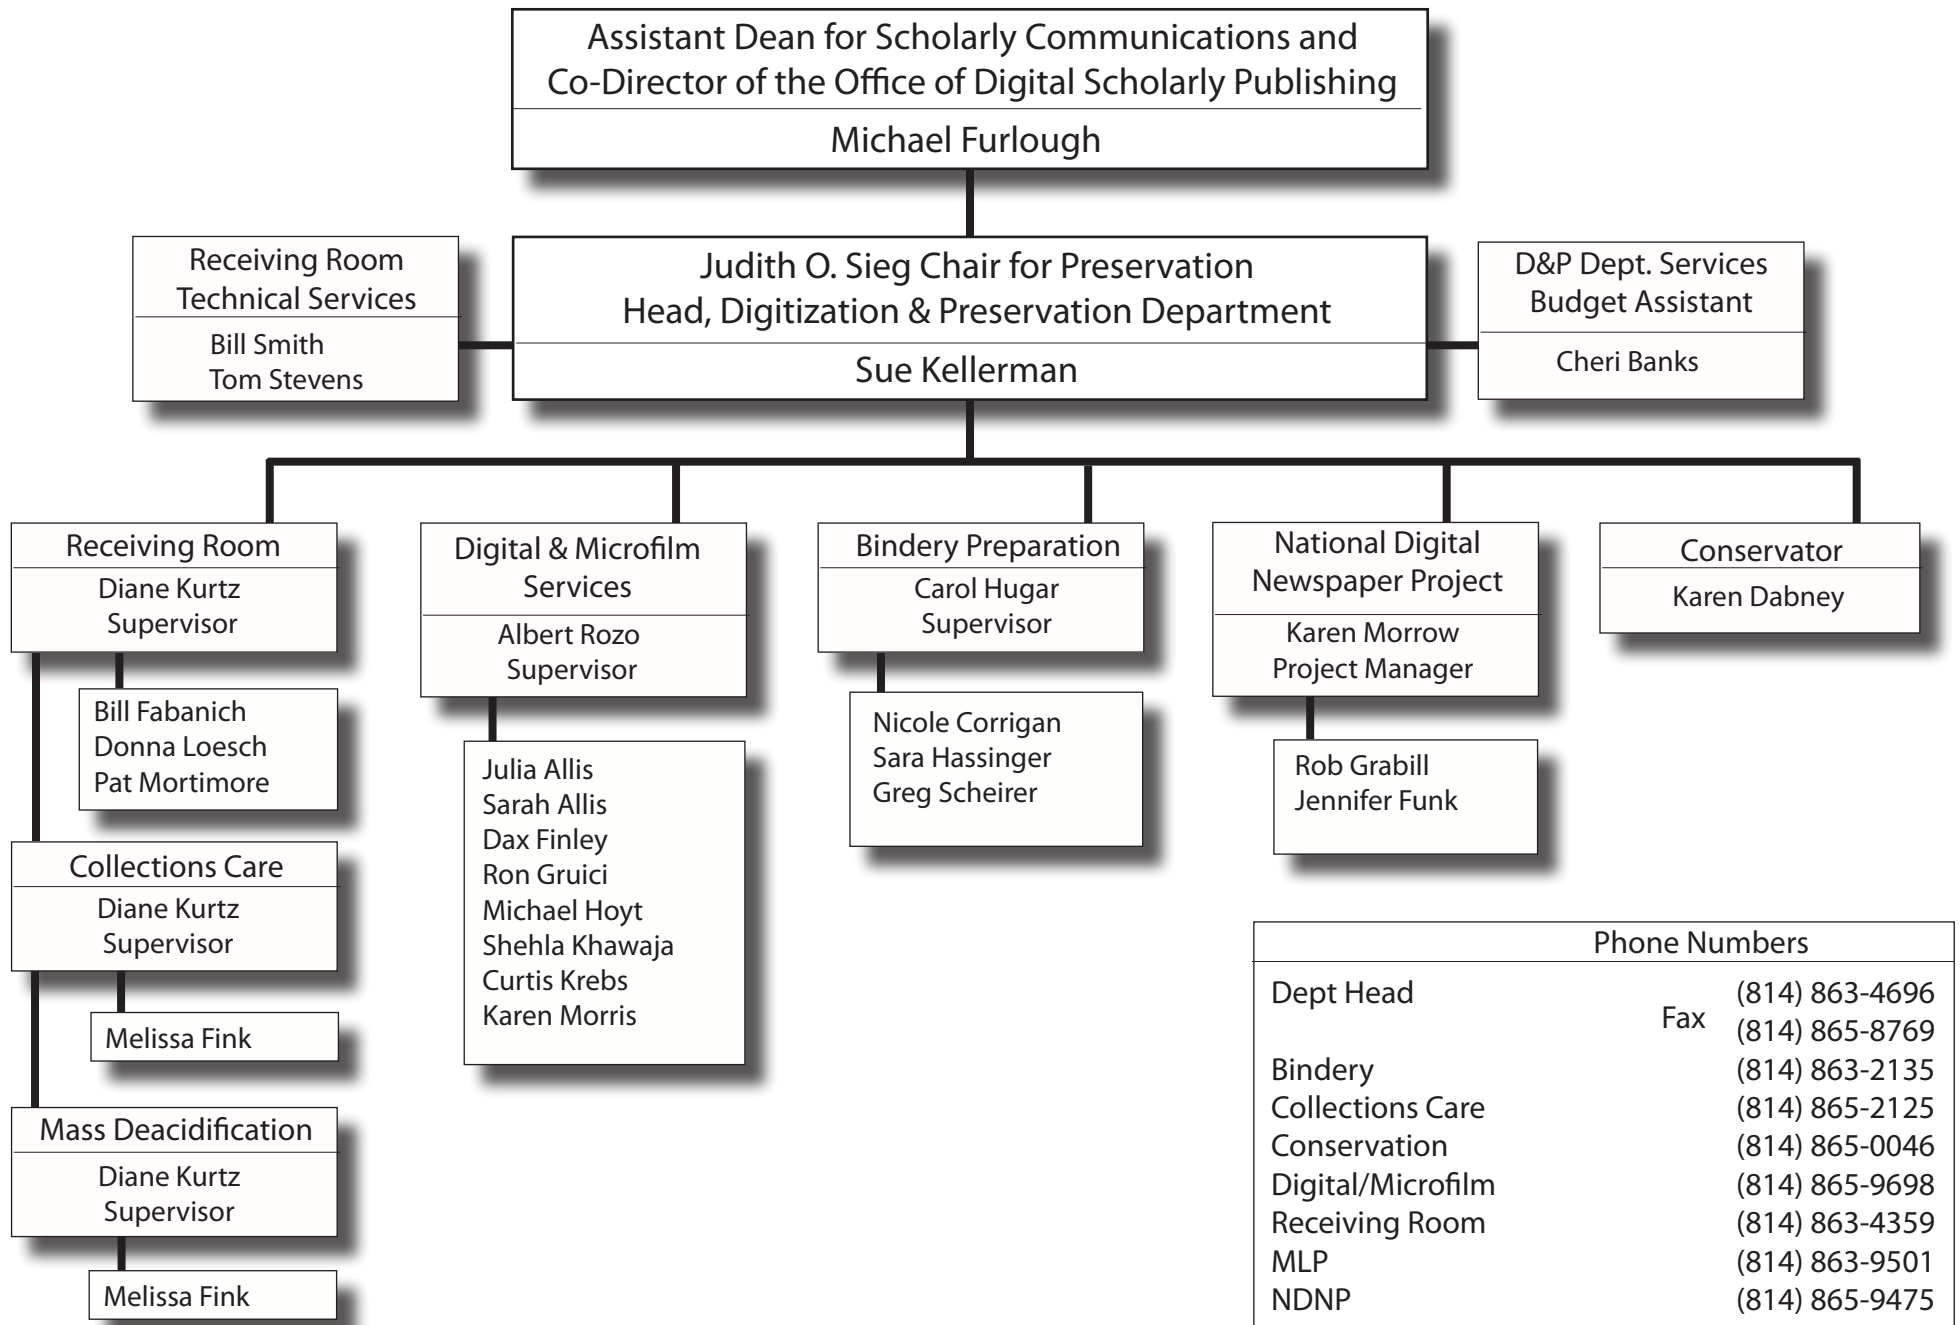 Assistant Dean for Scholarly Communications and
Co-Director of the Office of Digital Scholarly Publishing
Michael Furlough
Receiving Room
Technical Services
Bill Smith
Tom Stevens
Judith O. Sieg Chair for Preservation
Head, Digitization & Preservation Department
Sue Kellerman
D&P Dept. Services
Budget Assistant
Cheri Banks
Receiving Room
Diane Kurtz
Supervisor
Bill Fabanich
Donna Loesch
Pat Mortimore
Collections Care
Diane Kurtz
Supervisor
Melissa Fink
Mass Deacidification
Diane Kurtz
Supervisor
Melissa Fink
Digital & Microfilm
Services
Albert Rozo
Supervisor
Julia Allis
Sarah Allis
Dax Finley
Ron Gruici
Michael Hoyt
Shehla Khawaja
Curtis Krebs
Karen Morris
Bindery Preparation
Carol Hugar
Supervisor
Nicole Corrigan
Sara Hassinger
Greg Scheirer
National Digital
Newspaper Project
Karen Morrow
Project Manager
Rob Grabill
Jennifer Funk
Conservator
Karen Dabney
Phone Numbers
Dept Head (814) 863-4696
Fax (814) 865-8769
Bindery (814) 863-2135
Collections Care (814) 865-2125
Conservation (814) 865-0046
Digital/Microfilm (814) 865-9698
Receiving Room (814) 863-4359
MLP (814) 863-9501
NDNP (814) 865-9475